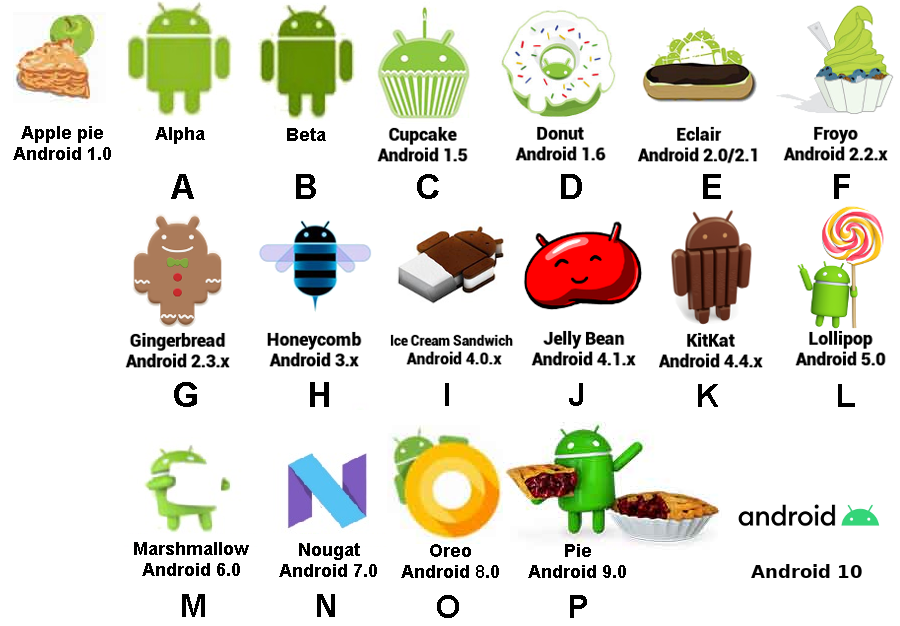 Apple pie
Android 1.0
Alpha
Beta
Cupcake
Android 1.5
Donut
Android 1.6
Eclair
Android 2.0/2.1
Froyo
Android 2.2.x
A
B
C
D
E
F
Gingerbread
Android 2.3.x
Honeycomb
Android 3.x
Ice Cream Sandwich
Android 4.0.x
Jelly Bean
Android 4.1.x
KitKat
Android 4.4.x
Lollipop
Android 5.0
G
H
I
J
K
L
android
Marshmallow
Android 6.0
Nougat
Android 7.0
Oreo
Android 8.0
Pie
Android 9.0
Android 10
M
N
O
P